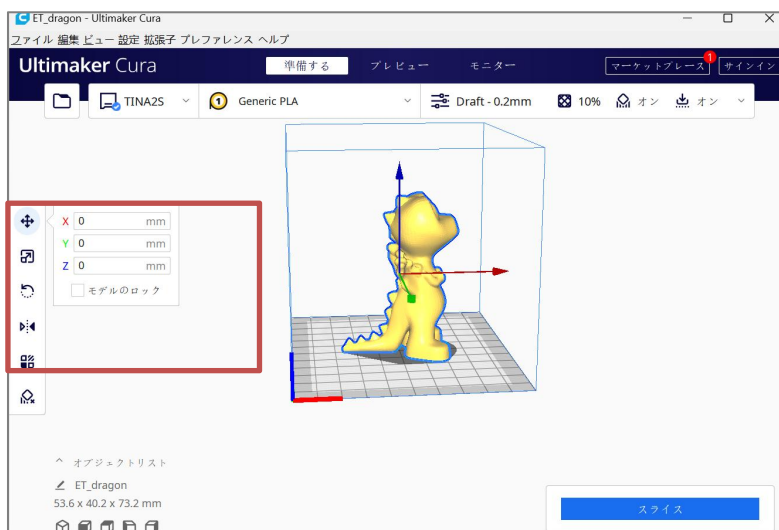 ET_dragon - Ultimaker Cura
ファイル 編集 ビュー 設定 拡張子 プレファレンス ヘルプ
Ultimaker Cura 準備する プレビュー モニター マーケットプレース 1 サインイン
TINA2S 1 Generic PLA Draft - 0.2mm 10% オン オン
X 0 mm
Y 0 mm
Z 0 mm
モデルのロック
オブジェクトリスト
ET_dragon
53.6 x 40.2 x 73.2 mm
スライス